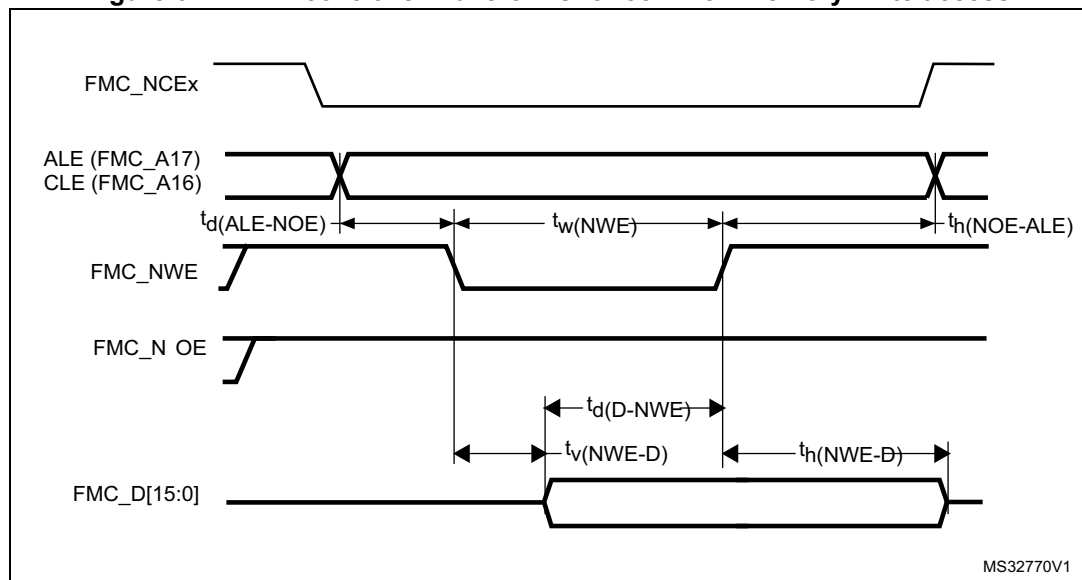 FMC_NCEx
ALE (FMC_A17)
CLE (FMC_A16)
td(ALE-NOE)
tw(NWE)
th(NOE-ALE)
FMC_NWE
FMC_N OE
td(D-NWE)
tv(NWE-D)
th(NWE-D)
FMC_D[15:0]
MS32770V1